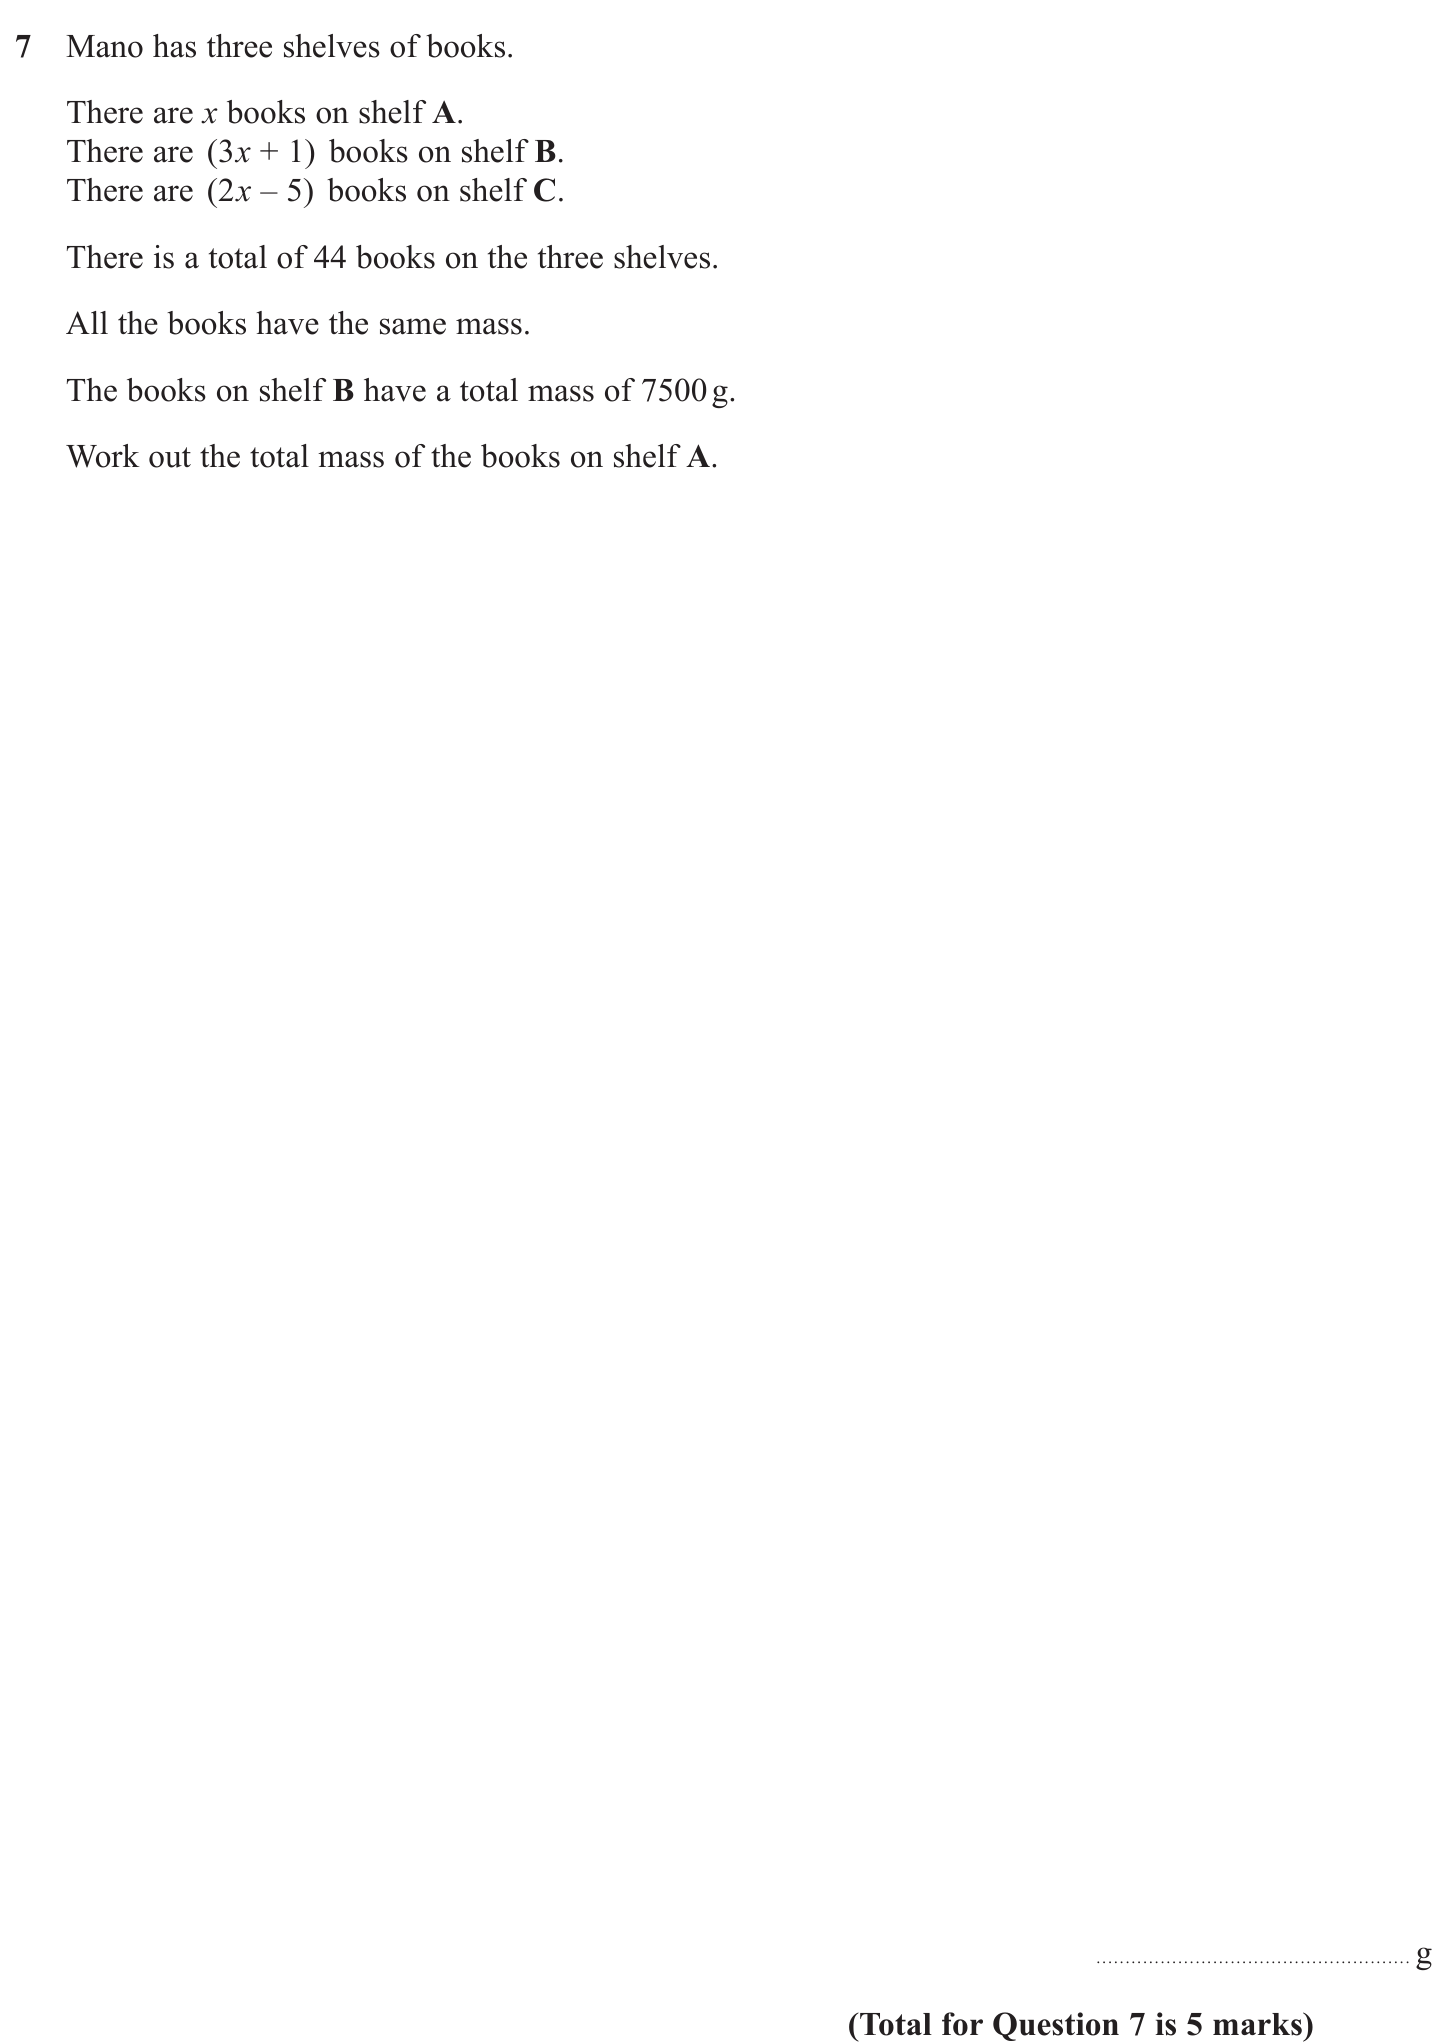 7 Mano has three shelves of books.
There are x books on shelf A.
There are (3x + 1) books on shelf B.
There are (2x – 5) books on shelf C.
There is a total of 44 books on the three shelves.
All the books have the same mass.
The books on shelf B have a total mass of 7500 g.
Work out the total mass of the books on shelf A.
...................................................... g
(Total for Question 7 is 5 marks)